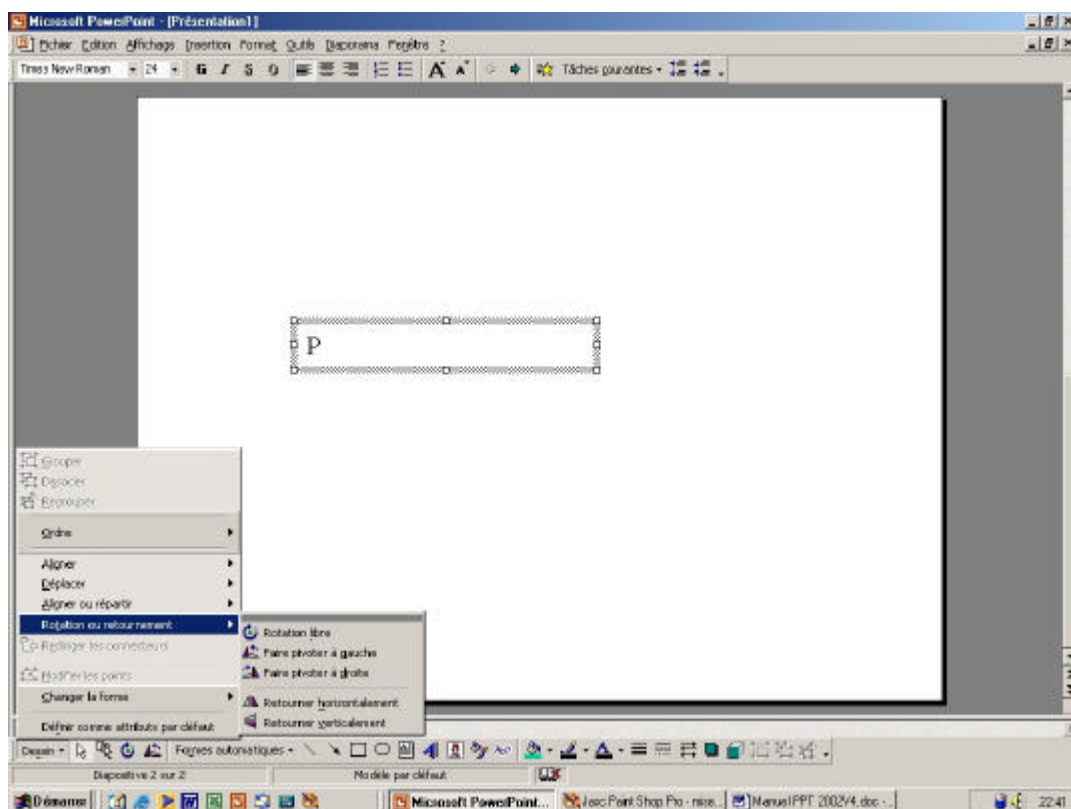 Microsoft PowerPoint - [Présentation1]
Fichier Edition Affichage Insertion Format Outils Diaporama Fenêtre ?
Times New Roman 24 G I S Tâches courantes
P
Grouper
Dissocier
Regrouper
Ordre
Aligner
Déplacer
Aligner ou répartir
Rotation ou retournement
Rediriger les connecteurs
Modifier les points
Changer la forme
Définir comme attributs par défaut
Rotation libre
Faire pivoter à gauche
Faire pivoter à droite
Retourner horizontalement
Retourner verticalement
Dessin Formes automatiques
Diapositive 2 sur 2 Modèle par défaut
Démarrer Microsoft PowerPoint... Jasc Paint Shop Pro - mise... Manuel PPT 2002V4.doc -... 22:41